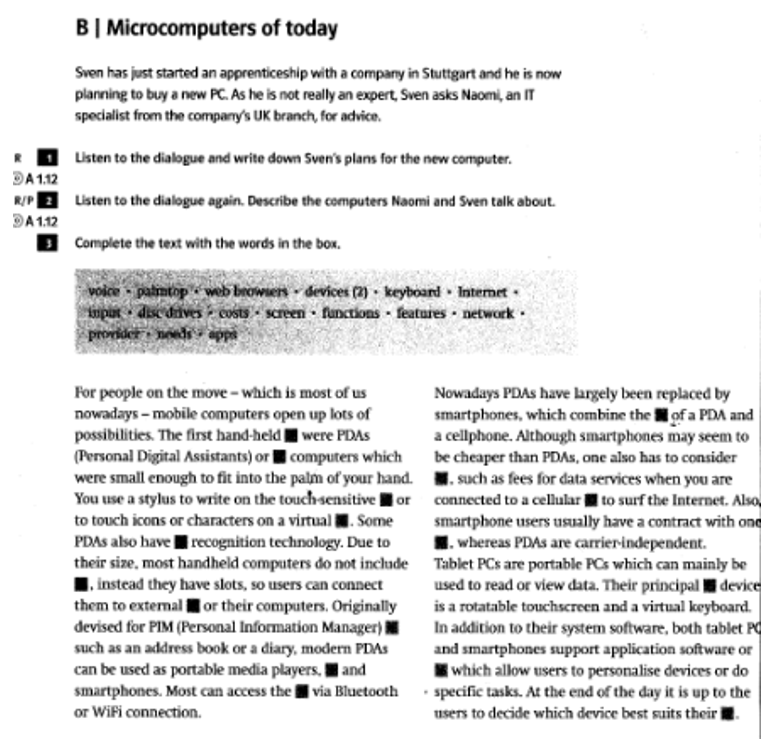 B | Microcomputers of today
Sven has just started an apprenticeship with a company in Stuttgart and he is now
planning to buy a new PC. As he is not really an expert, Sven asks Naomi, an IT
specialist from the company's UK branch, for advice.
R 1 Listen to the dialogue and write down Sven's plans for the new computer.
A 1.12
R/P 2 Listen to the dialogue again. Describe the computers Naomi and Sven talk about.
A 1.12
3 Complete the text with the words in the box.
voice • palmtop • web browsers • devices (2) • keyboard • Internet •
input • disc drives • costs • screen • functions • features • network •
provider • needs • apps
For people on the move – which is most of us
nowadays – mobile computers open up lots of
possibilities. The first hand-held ■ were PDAs
(Personal Digital Assistants) or ■ computers which
were small enough to fit into the palm of your hand.
You use a stylus to write on the touch-sensitive ■ or
to touch icons or characters on a virtual ■. Some
PDAs also have ■ recognition technology. Due to
their size, most handheld computers do not include
■, instead they have slots, so users can connect
them to external ■ or their computers. Originally
devised for PIM (Personal Information Manager) ■
such as an address book or a diary, modern PDAs
can be used as portable media players, ■ and
smartphones. Most can access the ■ via Bluetooth
or WiFi connection.
Nowadays PDAs have largely been replaced by
smartphones, which combine the ■ of a PDA and
a cellphone. Although smartphones may seem to
be cheaper than PDAs, one also has to consider
■, such as fees for data services when you are
connected to a cellular ■ to surf the Internet. Also,
smartphone users usually have a contract with one
■, whereas PDAs are carrier-independent.
Tablet PCs are portable PCs which can mainly be
used to read or view data. Their principal ■ device
is a rotatable touchscreen and a virtual keyboard.
In addition to their system software, both tablet PC
and smartphones support application software or
■ which allow users to personalise devices or do
specific tasks. At the end of the day it is up to the
users to decide which device best suits their ■.